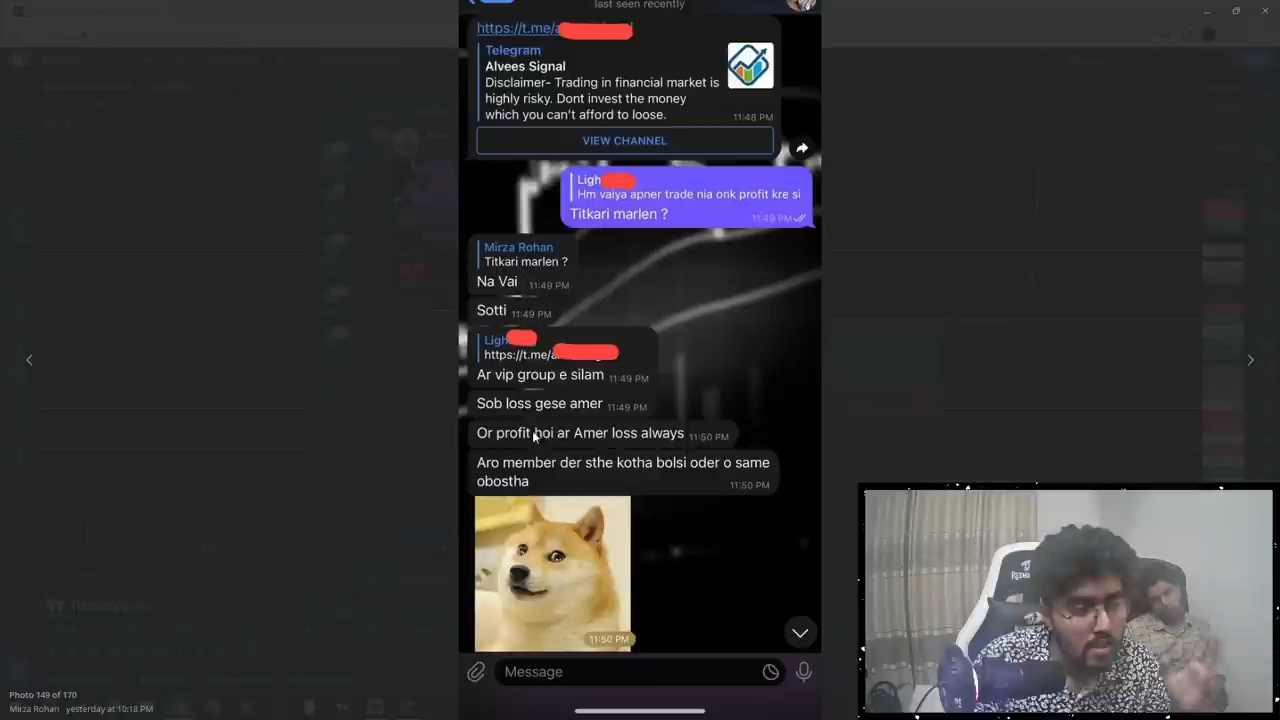 last seen recently
https://t.me/a
Telegram
Alvees Signal
Disclaimer- Trading in financial market is
highly risky. Dont invest the money
which you can't afford to loose.
11:48 PM
VIEW CHANNEL
Ligh
Hm vaiya apner trade nia onk profit kre si
Titkari marlen ?
11:49 PM
Mirza Rohan
Titkari marlen ?
Na Vai 11:49 PM
Sotti 11:49 PM
Ligh
https://t.me/a
Ar vip group e silam 11:49 PM
Sob loss gese amer 11:49 PM
Or profit hoi ar Amer loss always 11:50 PM
Aro member der sthe kotha bolsi oder o same
obostha 11:50 PM
11:50 PM
Message
Photo 149 of 170
Mirza Rohan yesterday at 10:18 PM